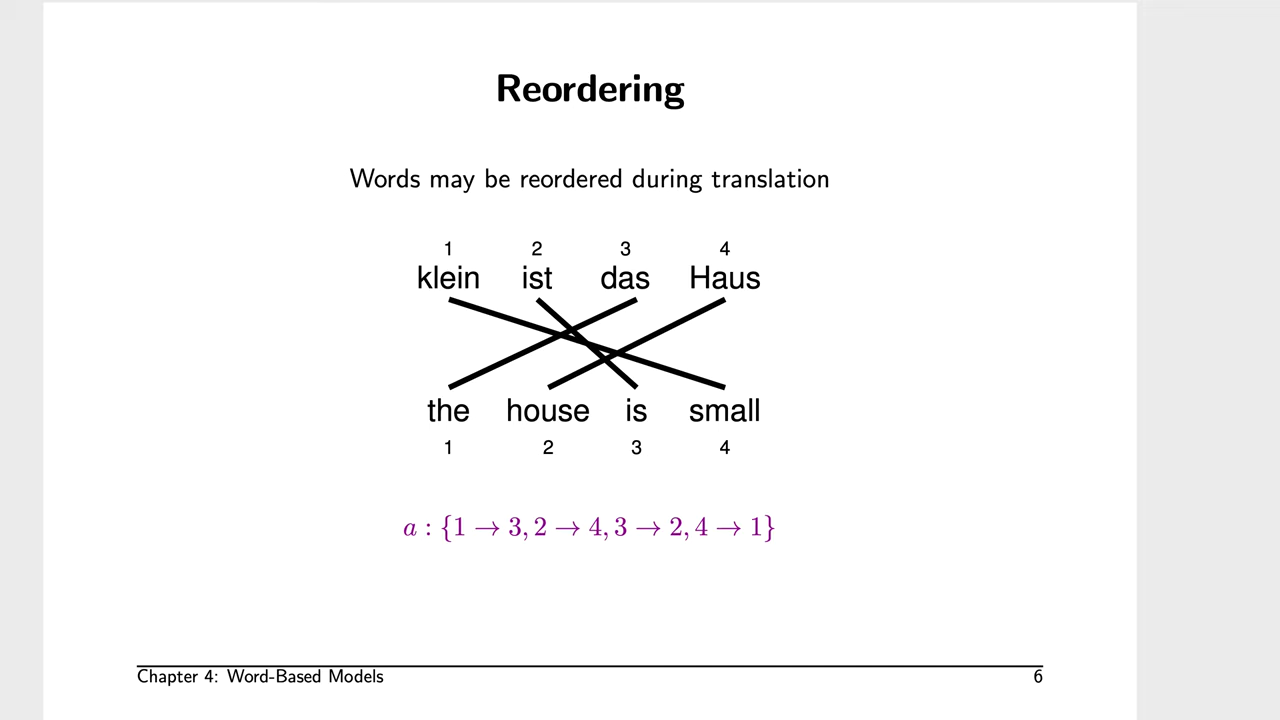 Reordering
Words may be reordered during translation
1 2 3 4
klein ist das Haus
the house is small
1 2 3 4
a : {1 → 3, 2 → 4, 3 → 2, 4 → 1}
Chapter 4: Word-Based Models 6